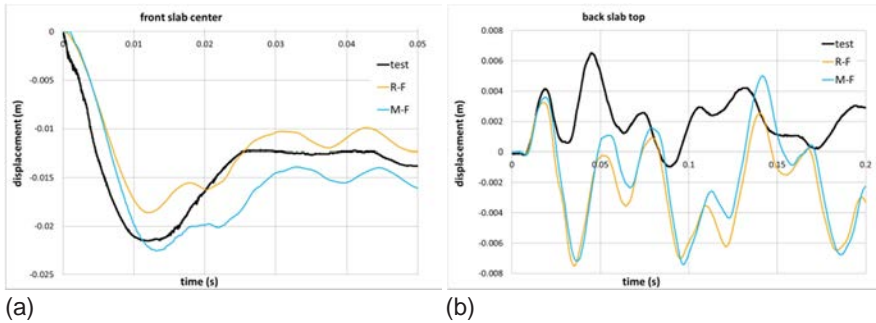 front slab center
0
0.01
0.02
0.03
0.04
0.05
0
-0.005
-0.01
-0.015
-0.02
-0.025
displacement (m)
test
R-F
M-F
time (s)
(a)
back slab top
0.008
0.006
0.004
0.002
0
-0.002
-0.004
-0.006
-0.008
displacement (m)
0
0.05
0.1
0.15
0.2
test
R-F
M-F
time (s)
(b)